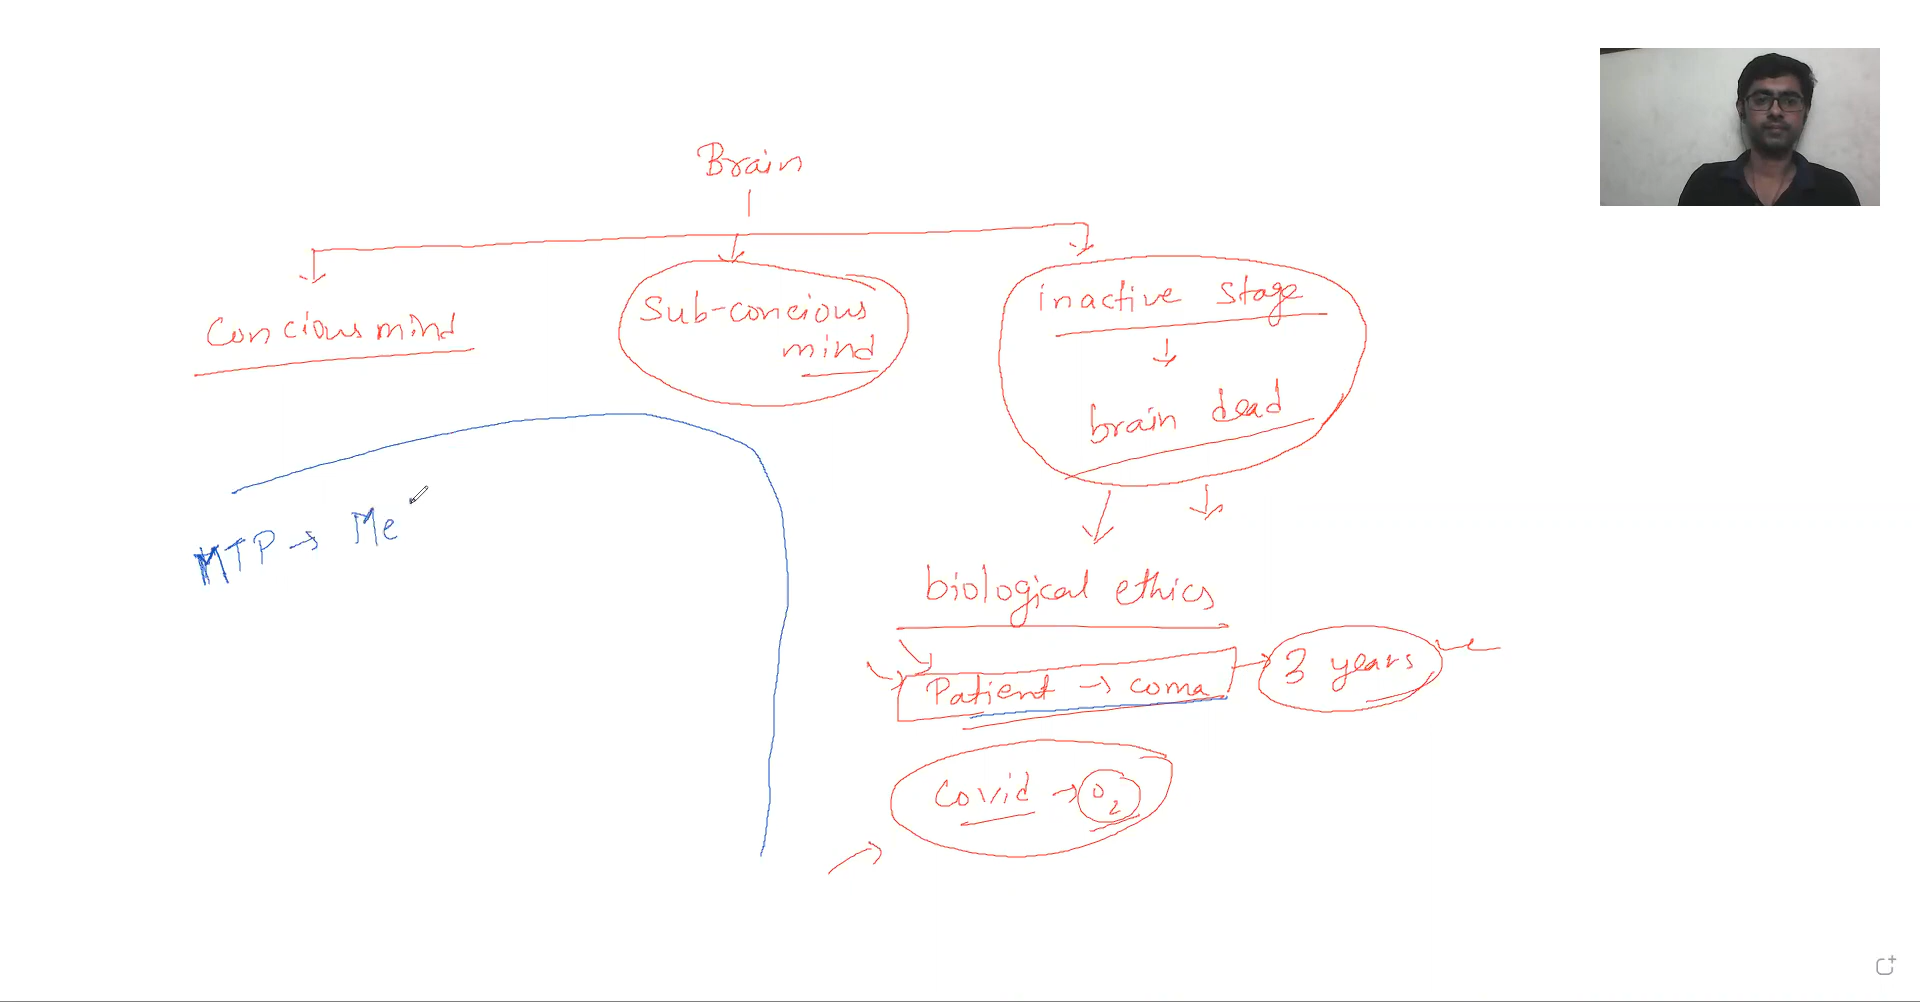 Brain
Concious mind
Sub-concious
mind
inactive stage
brain dead
MTP → Me
biological ethics
Patient → coma → 3 years
Covid → O2